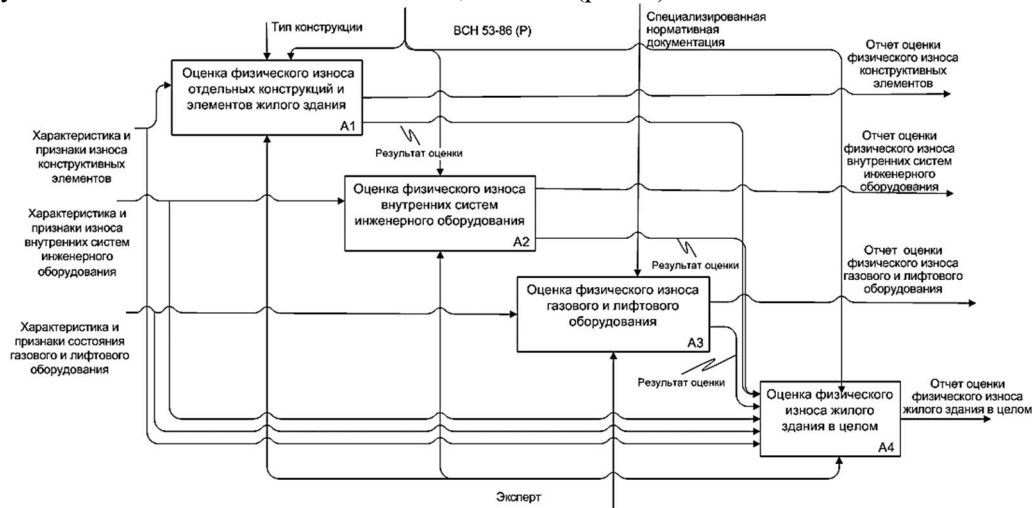 Тип конструкции
ВСН 53-86 (Р)
Специализированная
нормативная
документация
Отчет оценки
физического износа
конструктивных
элементов
Оценка физического износа
отдельных конструкций и
элементов жилого здания
А1
Характеристика и
признаки износа
конструктивных
элементов
Результат оценки
Отчет оценки
физического износа
внутренних систем
инженерного
оборудования
Оценка физического износа
внутренних систем
инженерного оборудования
А2
Характеристика и
признаки износа
внутренних систем
инженерного
оборудования
Результат оценки
Отчет оценки
физического износа
газового и лифтового
оборудования
Оценка физического износа
газового и лифтового
оборудования
А3
Характеристика и
признаки состояния
газового и лифтового
оборудования
Результат оценки
Оценка физического
износа жилого
здания в целом
А4
Отчет оценки
физического износа
жилого здания в целом
Эксперт